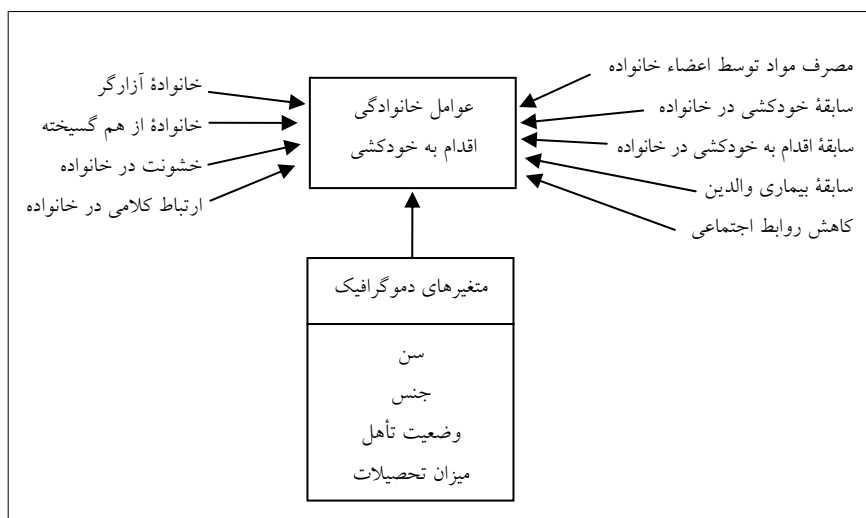 مصرف مواد توسط اعضاء خانواده
سابقهٔ خودکشی در خانواده
سابقهٔ اقدام به خودکشی در خانواده
سابقهٔ بیماری والدین
کاهش روابط اجتماعی
عوامل خانوادگی
اقدام به خودکشی
خانوادهٔ آزارگر
خانوادهٔ از هم گسیخته
خشونت در خانواده
ارتباط کلامی در خانواده
متغیرهای دموگرافیک
سن
جنس
وضعیت تأهل
میزان تحصیلات